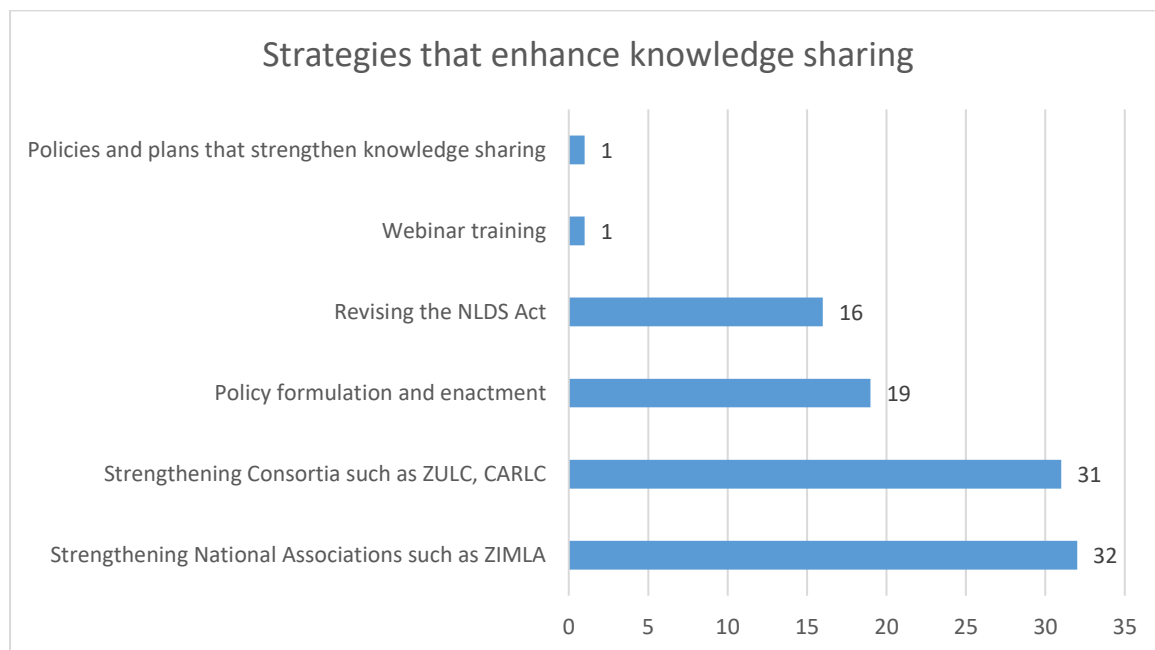 Strategies that enhance knowledge sharing
Policies and plans that strengthen knowledge sharing 1
Webinar training 1
Revising the NLDS Act 16
Policy formulation and enactment 19
Strengthening Consortia such as ZULC, CARLC 31
Strengthening National Associations such as ZIMLA 32
0 5 10 15 20 25 30 35